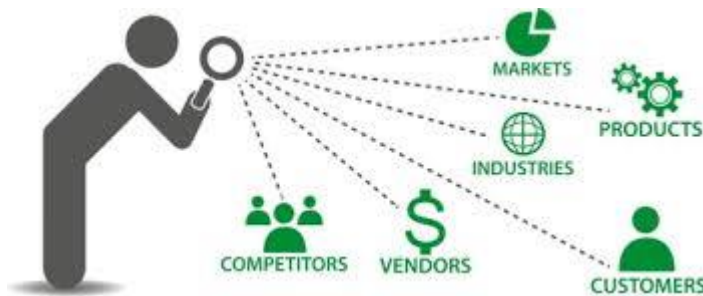 MARKETS
PRODUCTS
INDUSTRIES
COMPETITORS
VENDORS
CUSTOMERS